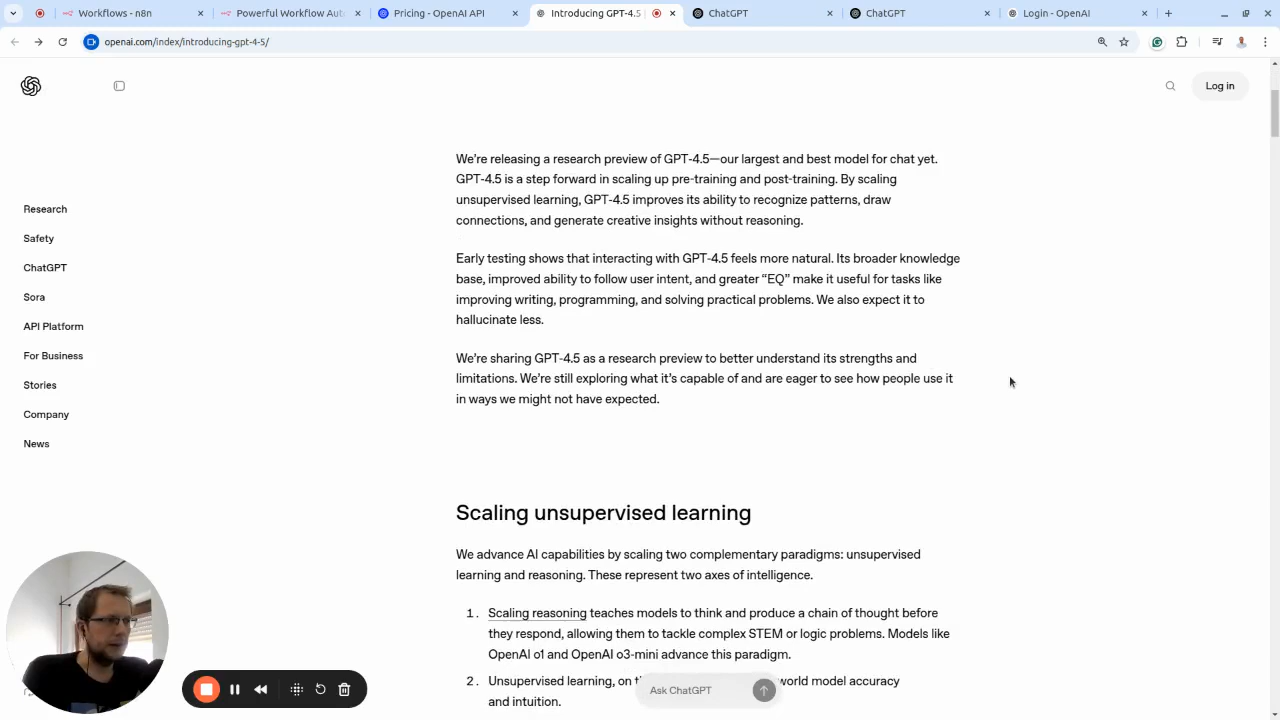 Workflows - n8n
Powerful Workflow Aut
Pricing - OpenAI API
Introducing GPT-4.5
ChatGPT
ChatGPT
Login - OpenAI
openai.com/index/introducing-gpt-4-5/
Log in
Research
Safety
ChatGPT
Sora
API Platform
For Business
Stories
Company
News
We're releasing a research preview of GPT-4.5—our largest and best model for chat yet.
GPT-4.5 is a step forward in scaling up pre-training and post-training. By scaling
unsupervised learning, GPT-4.5 improves its ability to recognize patterns, draw
connections, and generate creative insights without reasoning.
Early testing shows that interacting with GPT-4.5 feels more natural. Its broader knowledge
base, improved ability to follow user intent, and greater “EQ” make it useful for tasks like
improving writing, programming, and solving practical problems. We also expect it to
hallucinate less.
We're sharing GPT-4.5 as a research preview to better understand its strengths and
limitations. We're still exploring what it's capable of and are eager to see how people use it
in ways we might not have expected.
Scaling unsupervised learning
We advance AI capabilities by scaling two complementary paradigms: unsupervised
learning and reasoning. These represent two axes of intelligence.
1. Scaling reasoning teaches models to think and produce a chain of thought before
they respond, allowing them to tackle complex STEM or logic problems. Models like
OpenAI o1 and OpenAI o3-mini advance this paradigm.
2. Unsupervised learning, on world model accuracy
and intuition.
Ask ChatGPT